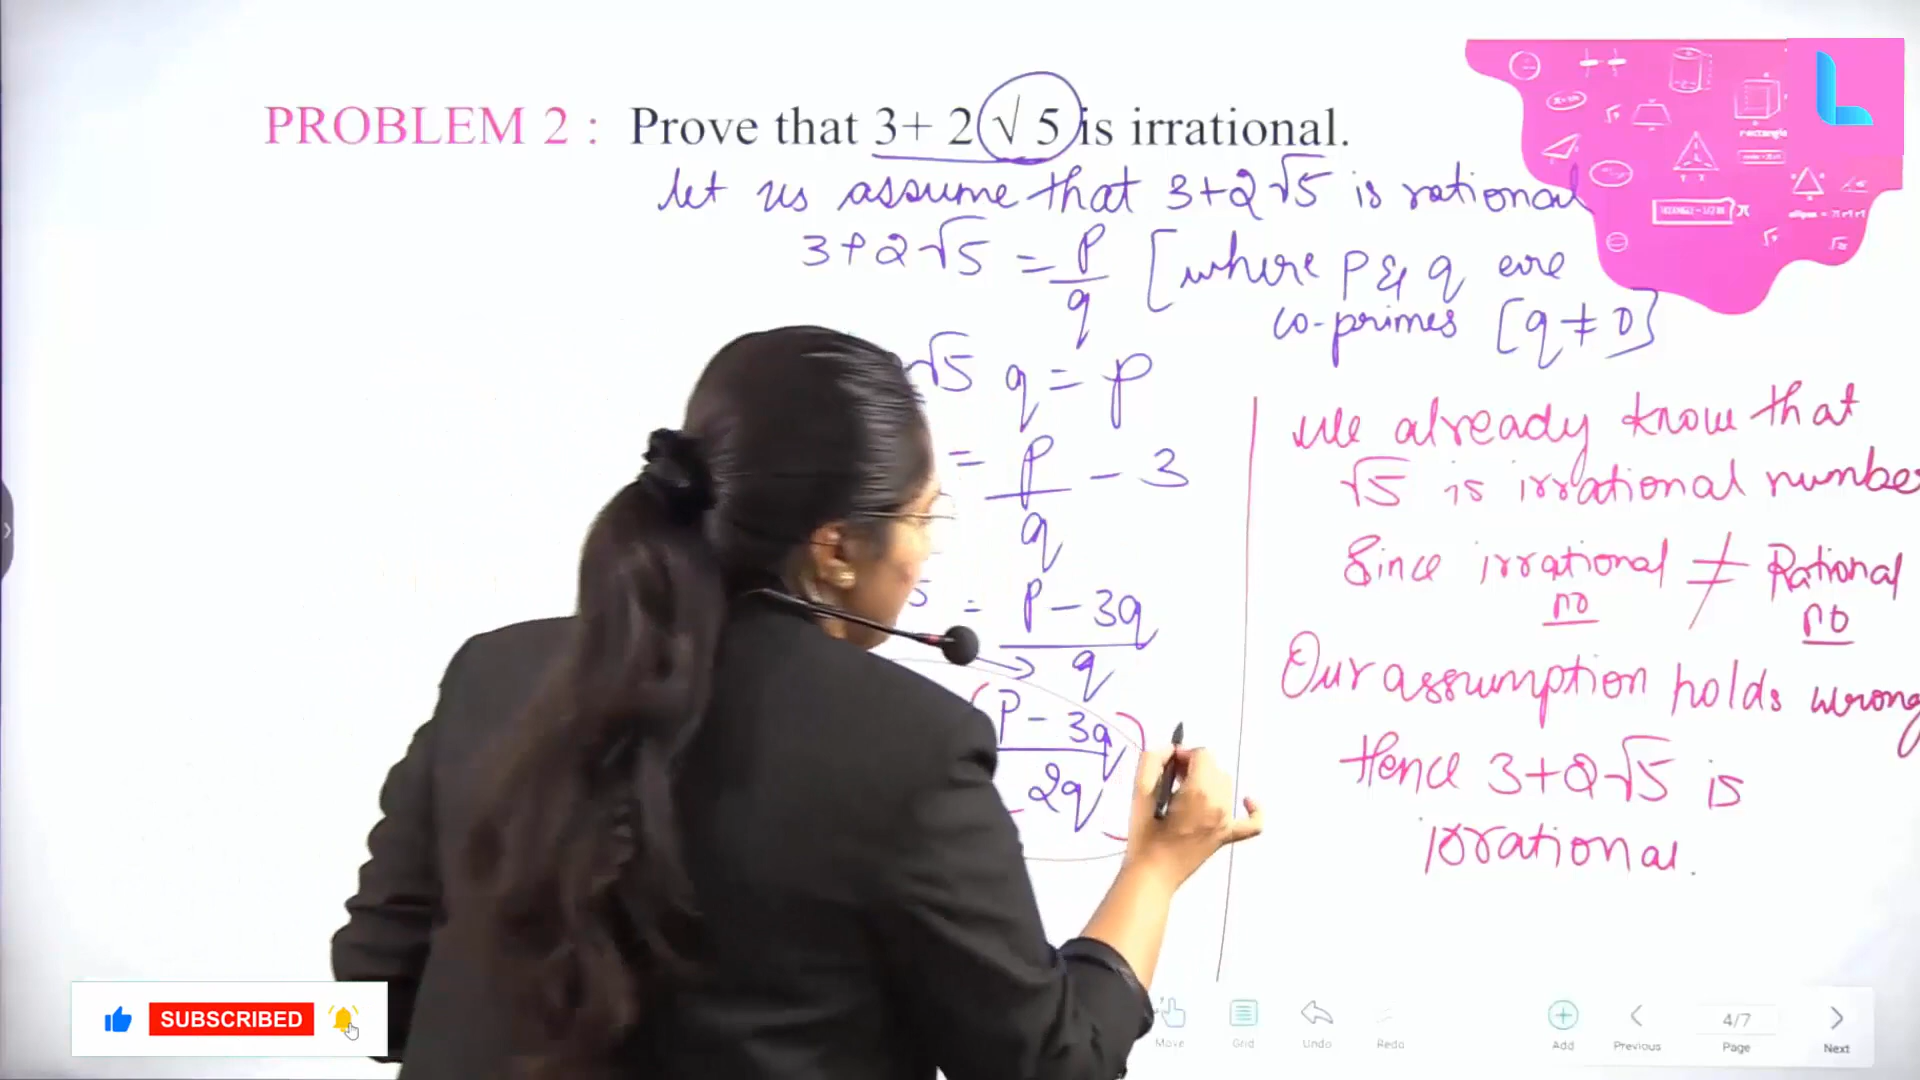 PROBLEM 2 : Prove that 3+ 2 √ 5 is irrational.
let us assume that 3+2√5 is rational
3+2√5 = p/q [where p & q are
co-primes [q ≠ 0]
√5 q = p
= p/q - 3
5 = p - 3q / q
p - 3q / 2q
We already know that
√5 is irrational number
Since irrational no ≠ Rational no
Our assumption holds wrong
Hence 3+2√5 is
irrational.
rectangle
π
√
SUBSCRIBED
Move
Grid
Undo
Redo
Add
Previous
4/7
Page
Next